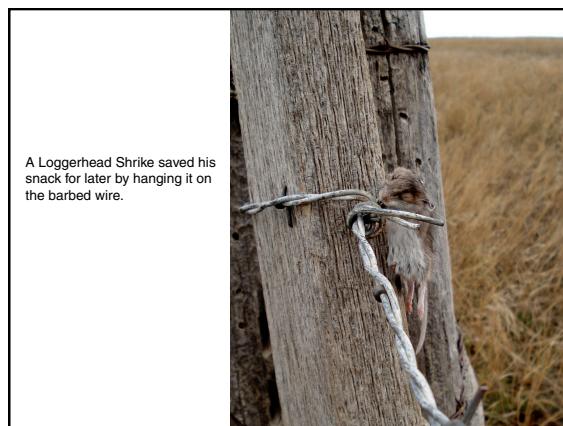 A Loggerhead Shrike saved his
snack for later by hanging it on
the barbed wire.